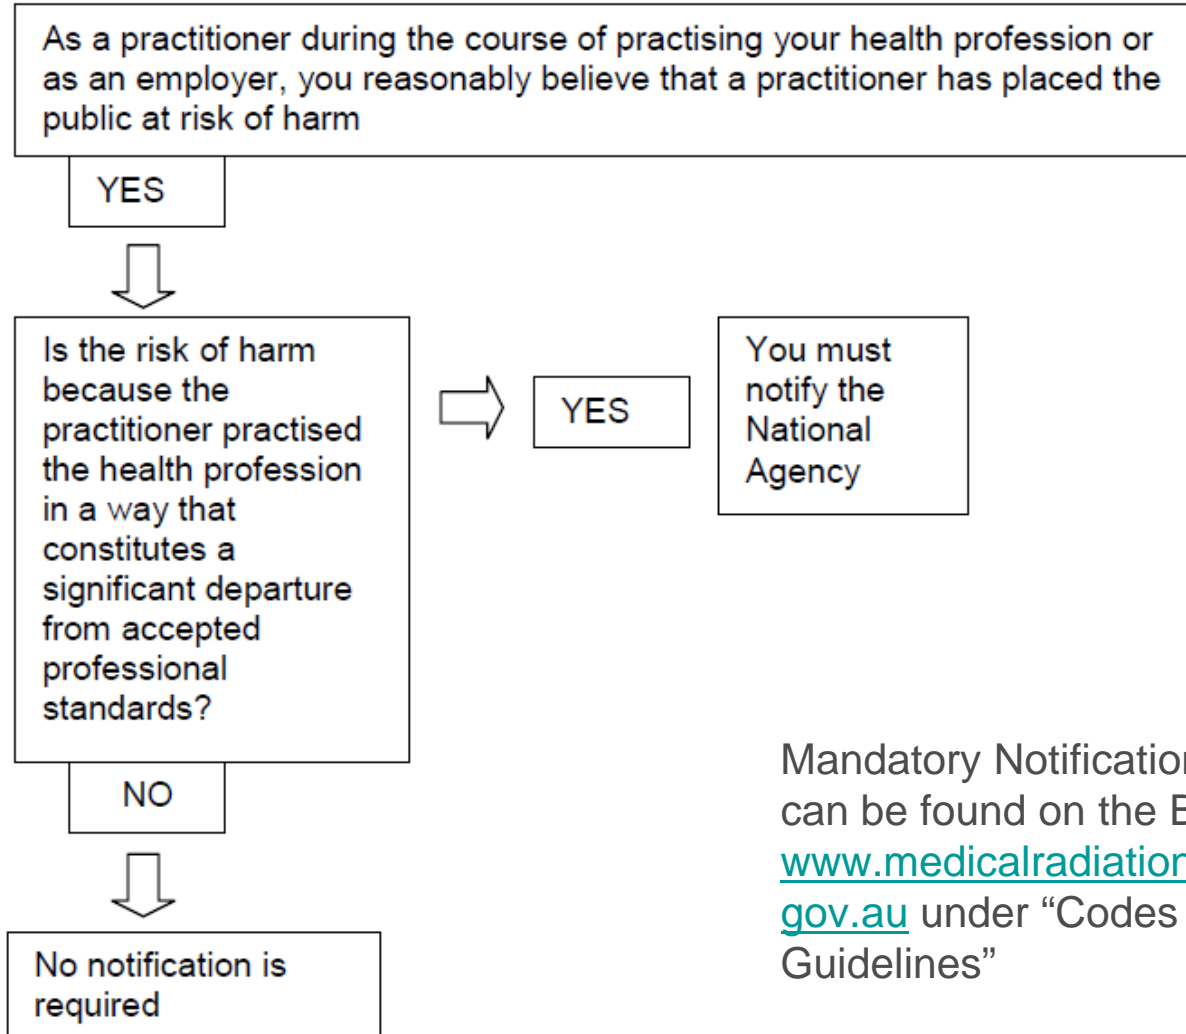 As a practitioner during the course of practising your health profession or
as an employer, you reasonably believe that a practitioner has placed the
public at risk of harm
YES
Is the risk of harm
because the
practitioner practised
the health profession
in a way that
constitutes a
significant departure
from accepted
professional
standards?
YES
You must
notify the
National
Agency
NO
No notification is
required
Mandatory
can be found on the
under “Codes
gov.au
Guidelines”